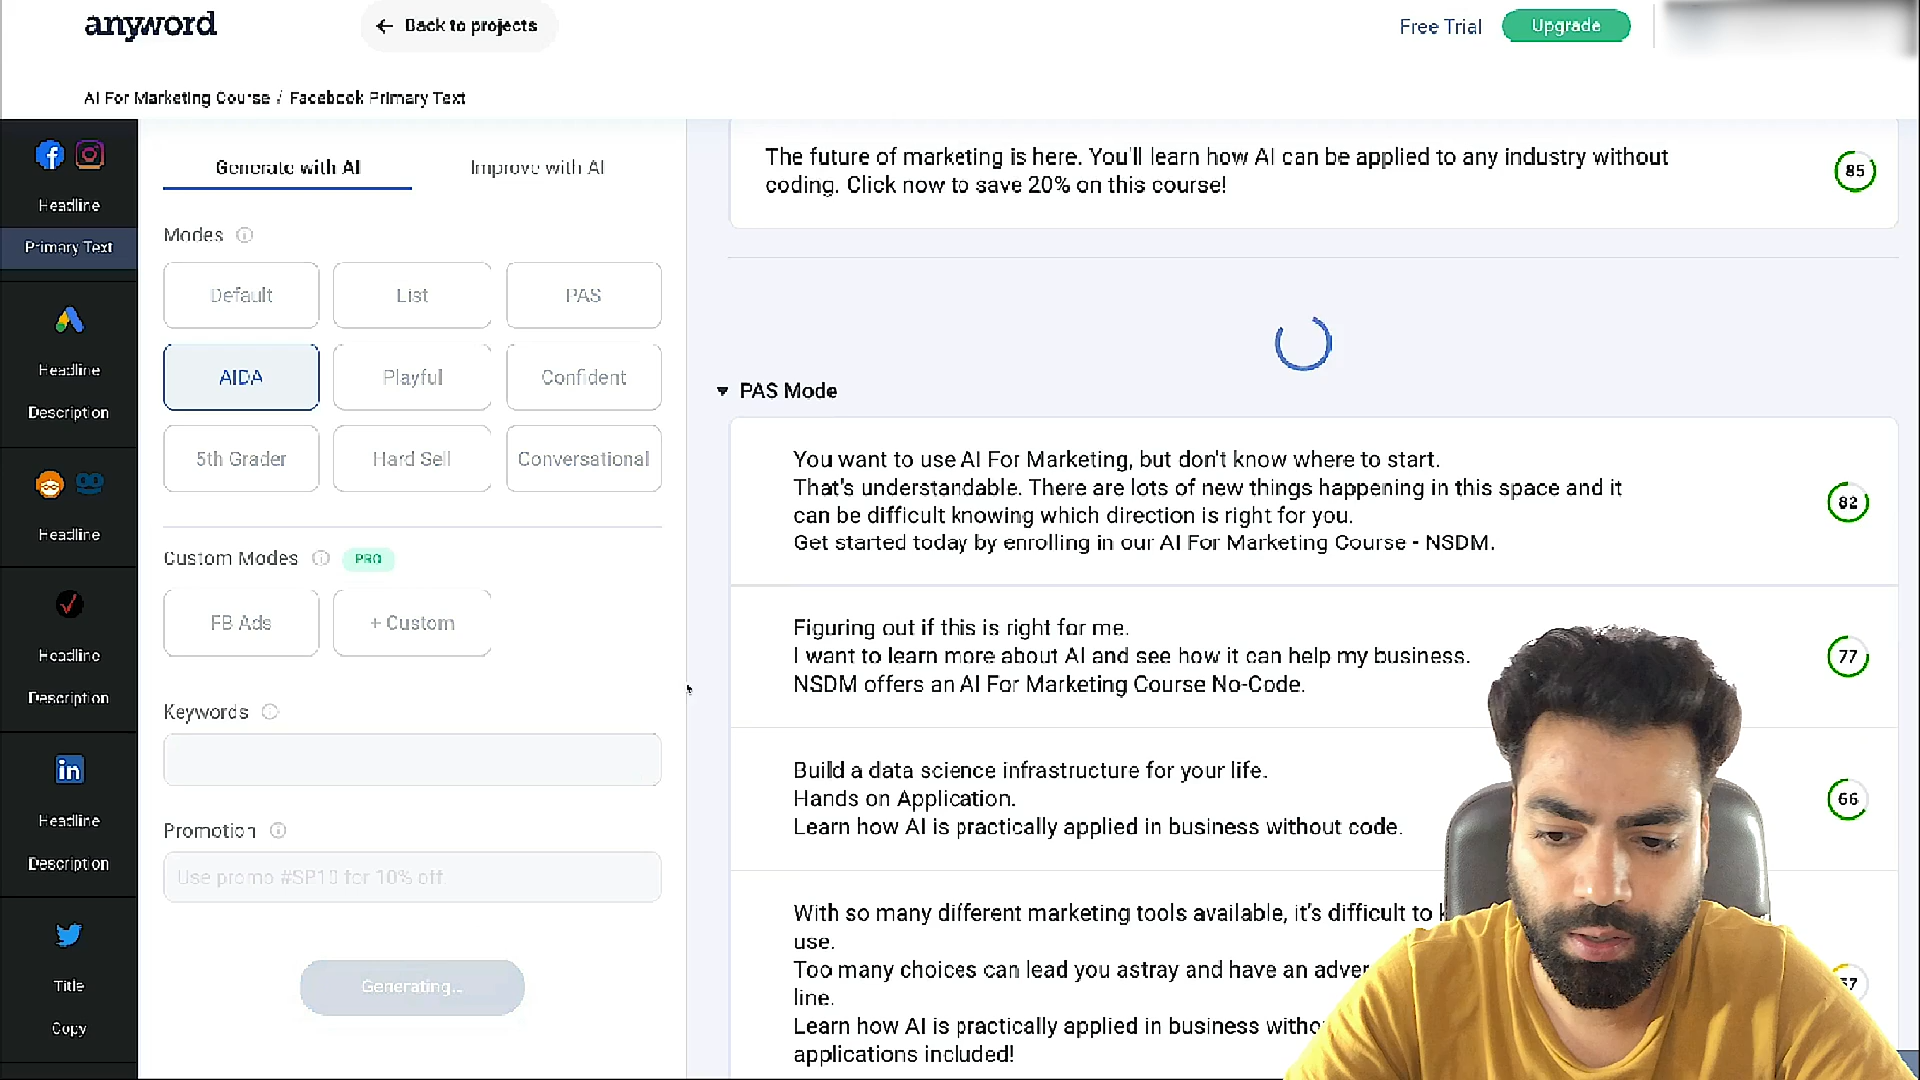 anyword
Back to projects
Free Trial
Upgrade
AI For Marketing Course / Facebook Primary Text
Headline
Primary Text
Headline
Description
Headline
Headline
Description
in
Headline
Description
Title
Copy
Generate with AI
Improve with AI
Modes
Default
List
PAS
AIDA
Playful
Confident
5th Grader
Hard Sell
Conversational
Custom Modes
PRO
FB Ads
+ Custom
Keywords
Promotion
Use promo #SP10 for 10% off
Generating...
The future of marketing is here. You'll learn how AI can be applied to any industry without
coding. Click now to save 20% on this course!
85
PAS Mode
You want to use AI For Marketing, but don't know where to start.
That's understandable. There are lots of new things happening in this space and it
can be difficult knowing which direction is right for you.
Get started today by enrolling in our AI For Marketing Course - NSDM.
82
Figuring out if this is right for me.
I want to learn more about AI and see how it can help my business.
NSDM offers an AI For Marketing Course No-Code.
77
Build a data science infrastructure for your life.
Hands on Application.
Learn how AI is practically applied in business without code.
66
With so many different marketing tools available, it's difficult to
use.
Too many choices can lead you astray and have an
line.
Learn how AI is practically applied in business
applications included!